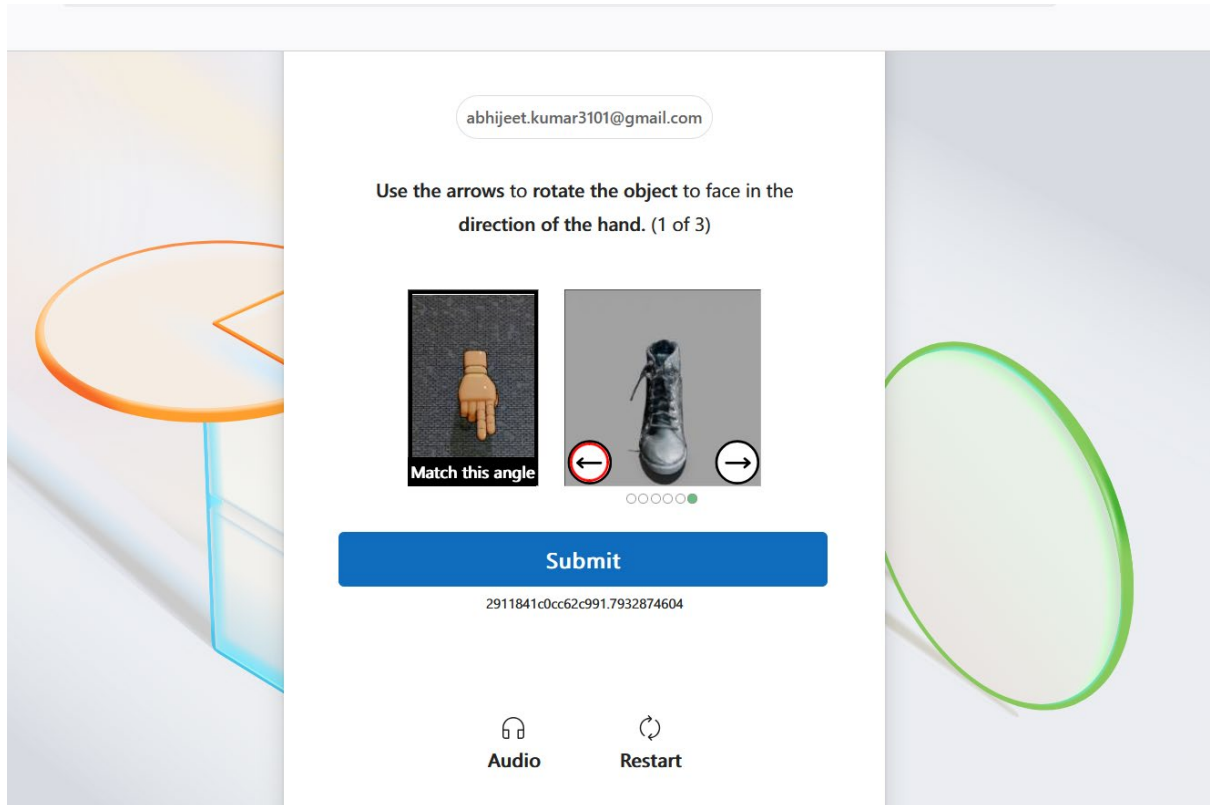 abhijeet.kumar3101@gmail.com
Use the arrows to rotate the object to face in the
direction of the hand. (1 of 3)
Match this angle
Submit
2911841c0cc62c991.7932874604
Audio
Restart